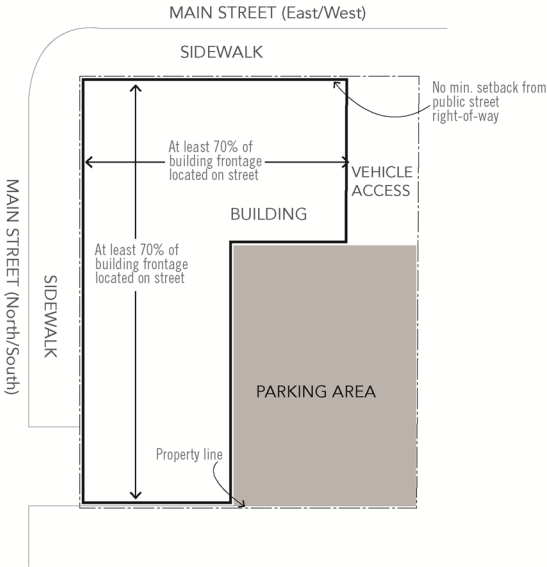 MAIN STREET (East/West)
SIDEWALK
No min. setback from
public street
right-of-way
At least 70% of
building frontage
located on street
VEHICLE
ACCESS
BUILDING
At least 70% of
building frontage
located on street
MAIN STREET (North/South)
SIDEWALK
PARKING AREA
Property line